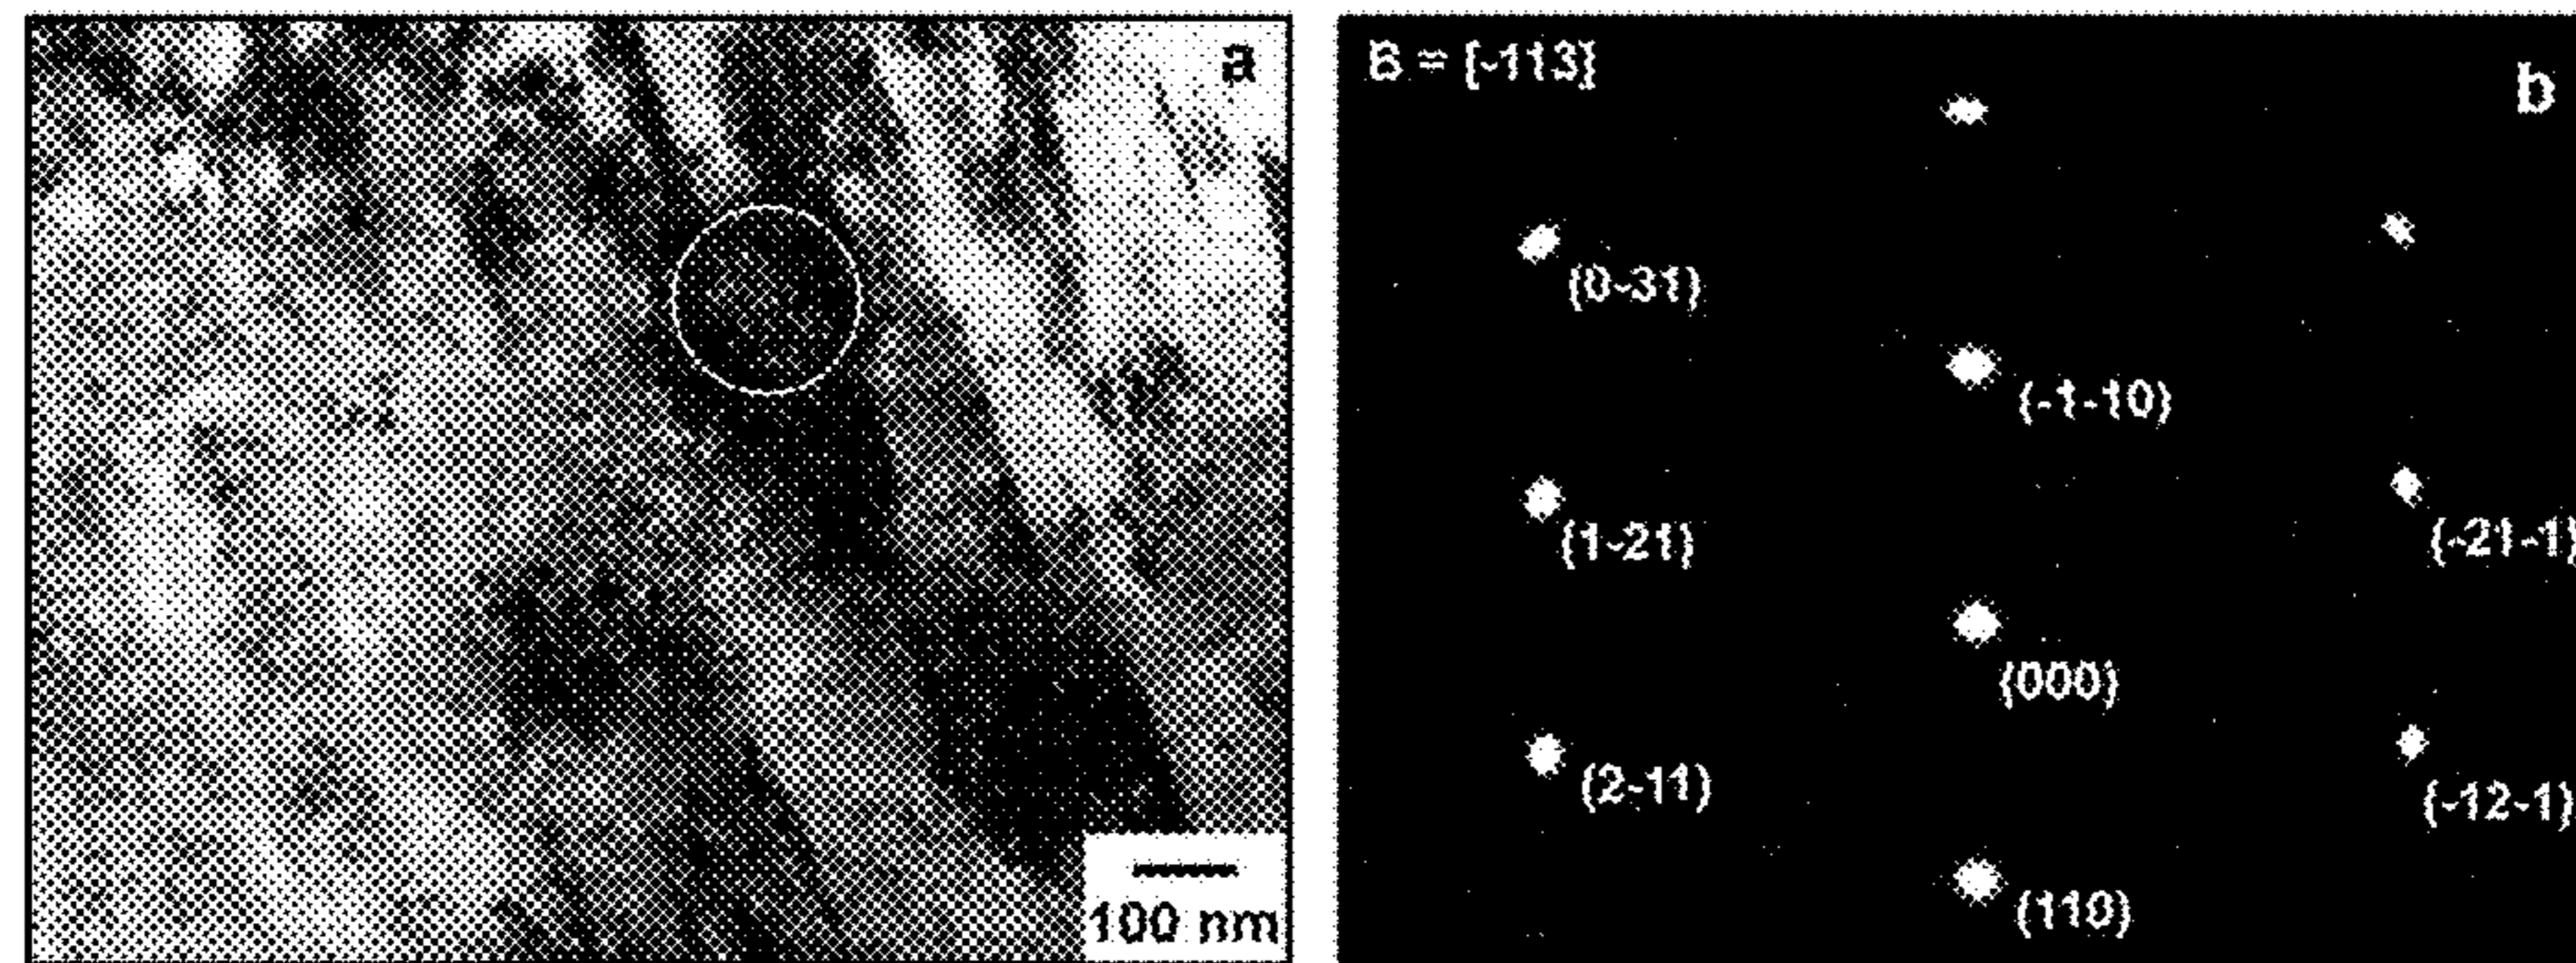 a
100 nm
B = [-113]
b
(0-31)
(-1-10)
(1-21)
(-21-1)
(000)
(2-11)
(-12-1)
(110)